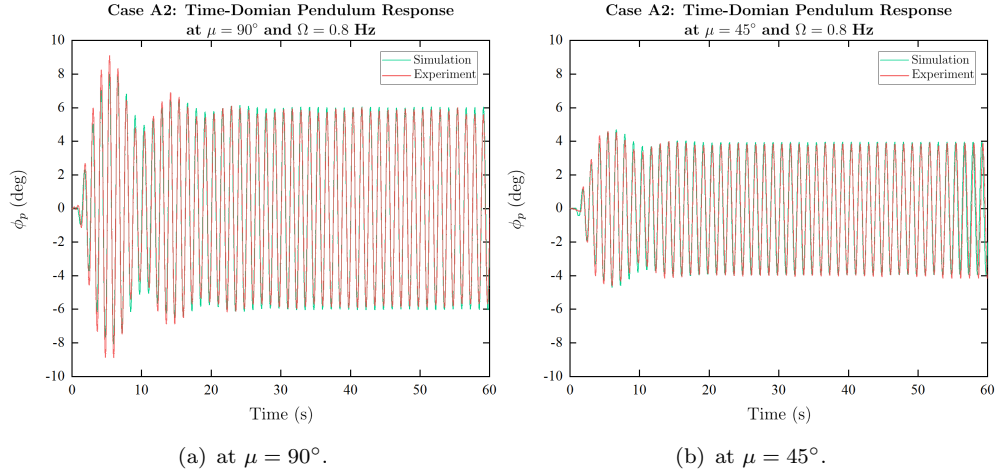 Case A2: Time-Domian Pendulum Response
at μ = 90° and Ω = 0.8 Hz
10
8
6
4
2
0
-2
-4
-6
-8
-10
ϕp (deg)
Simulation
Experiment
0
10
20
30
40
50
60
Time (s)
(a) at μ = 90°.
Case A2: Time-Domian Pendulum Response
at μ = 45° and Ω = 0.8 Hz
10
8
6
4
2
0
-2
-4
-6
-8
-10
ϕp (deg)
Simulation
Experiment
0
10
20
30
40
50
60
Time (s)
(b) at μ = 45°.